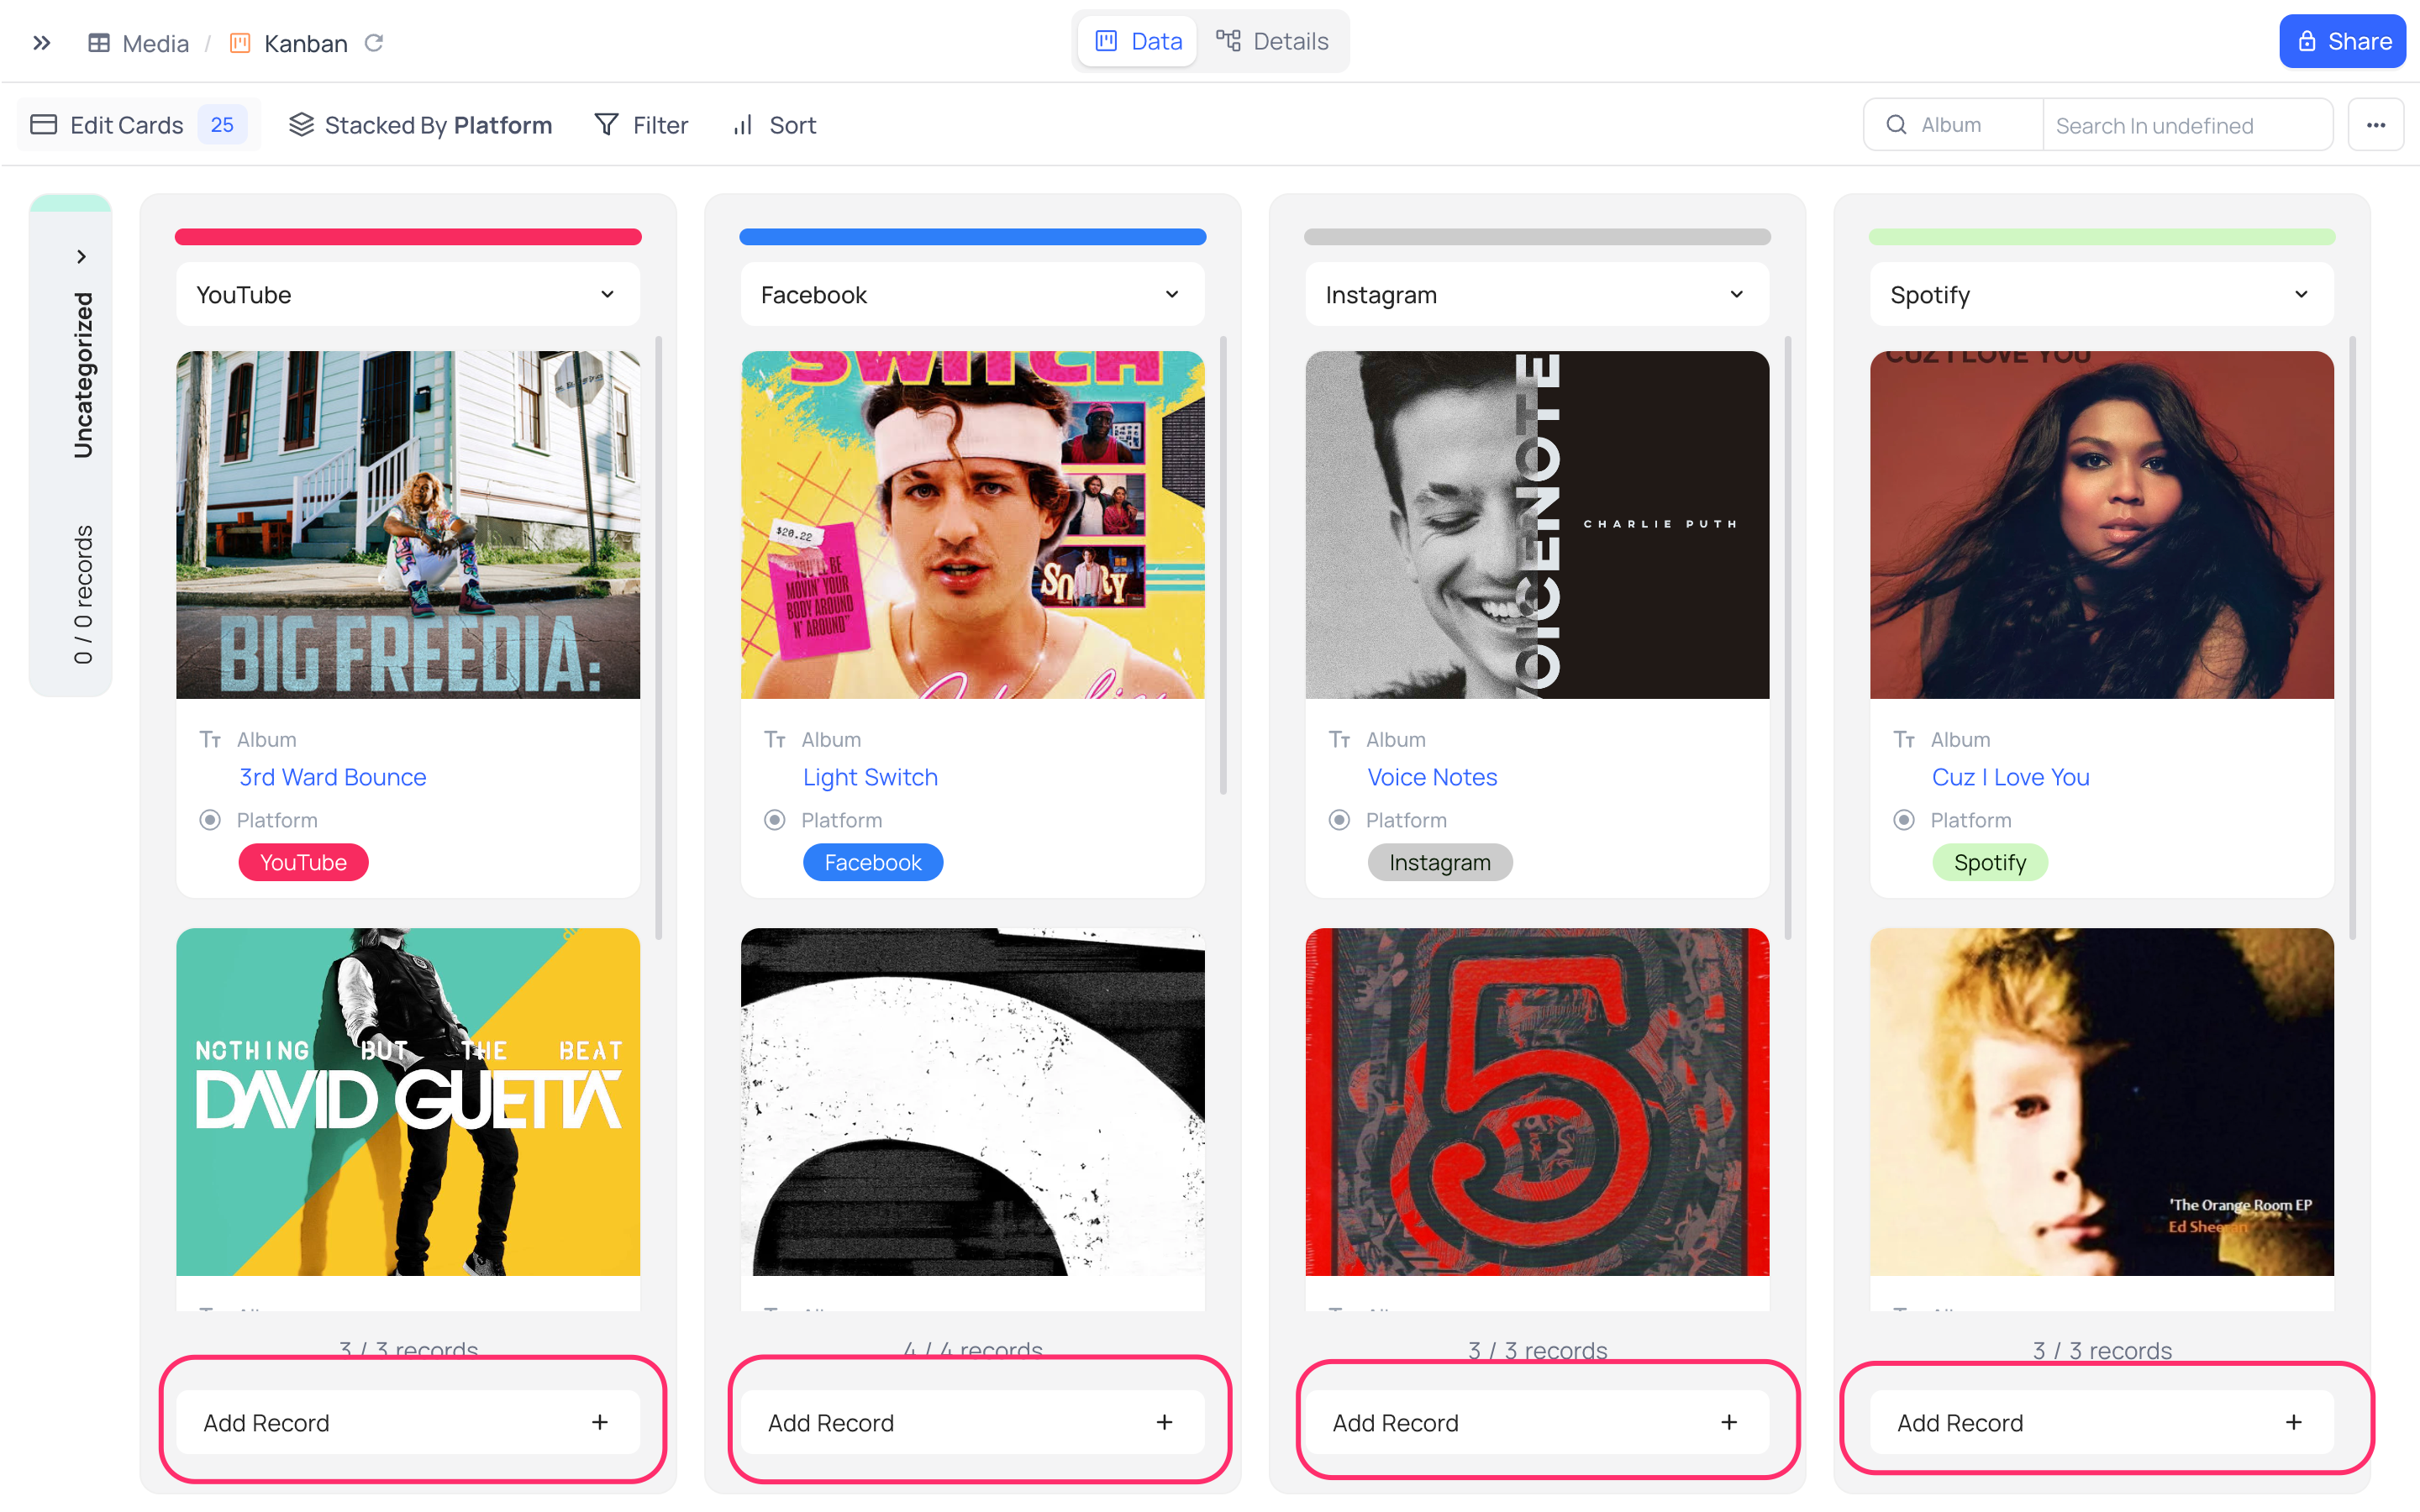 Media / Kanban
Data
Details
Share
Edit Cards 25
Stacked By Platform
Filter
Sort
Album
Search In undefined
Uncategorized
0 / 0 records
YouTube
BIG FREEDIA:
Album
3rd Ward Bounce
Platform
YouTube
NOTHING BUT THE BEAT
DAVID GUETTA
3 / 3 records
Add Record
Facebook
SWITCH
$20.22
YOU'LL BE
MOVIN' YOUR
BODY AROUND
N' AROUND"
SORRY
Album
Light Switch
Platform
Facebook
4 / 4 records
Add Record
Instagram
VOICENOTE
CHARLIE PUTH
Album
Voice Notes
Platform
Instagram
5
3 / 3 records
Add Record
Spotify
CUZ I LOVE YOU
Album
Cuz I Love You
Platform
Spotify
'The Orange Room EP
Ed Sheeran
3 / 3 records
Add Record